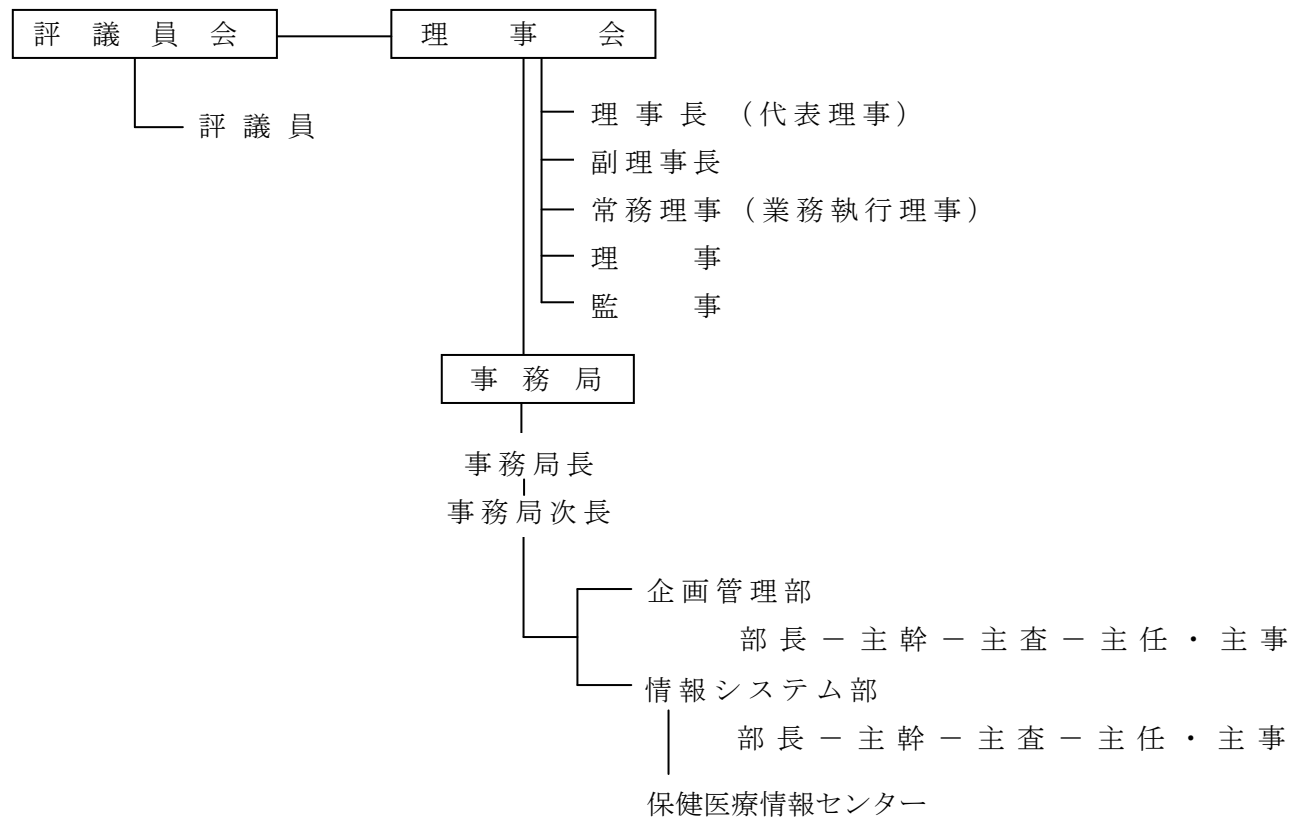 評議員会
理事会
評議員
理事長（代表理事）
副理事長
常務理事（業務執行理事）
理事
監事
事務局
事務局長
事務局次長
企画管理部
部長－主幹－主査－主任・主事
情報システム部
部長－主幹－主査－主任・主事
保健医療情報センター